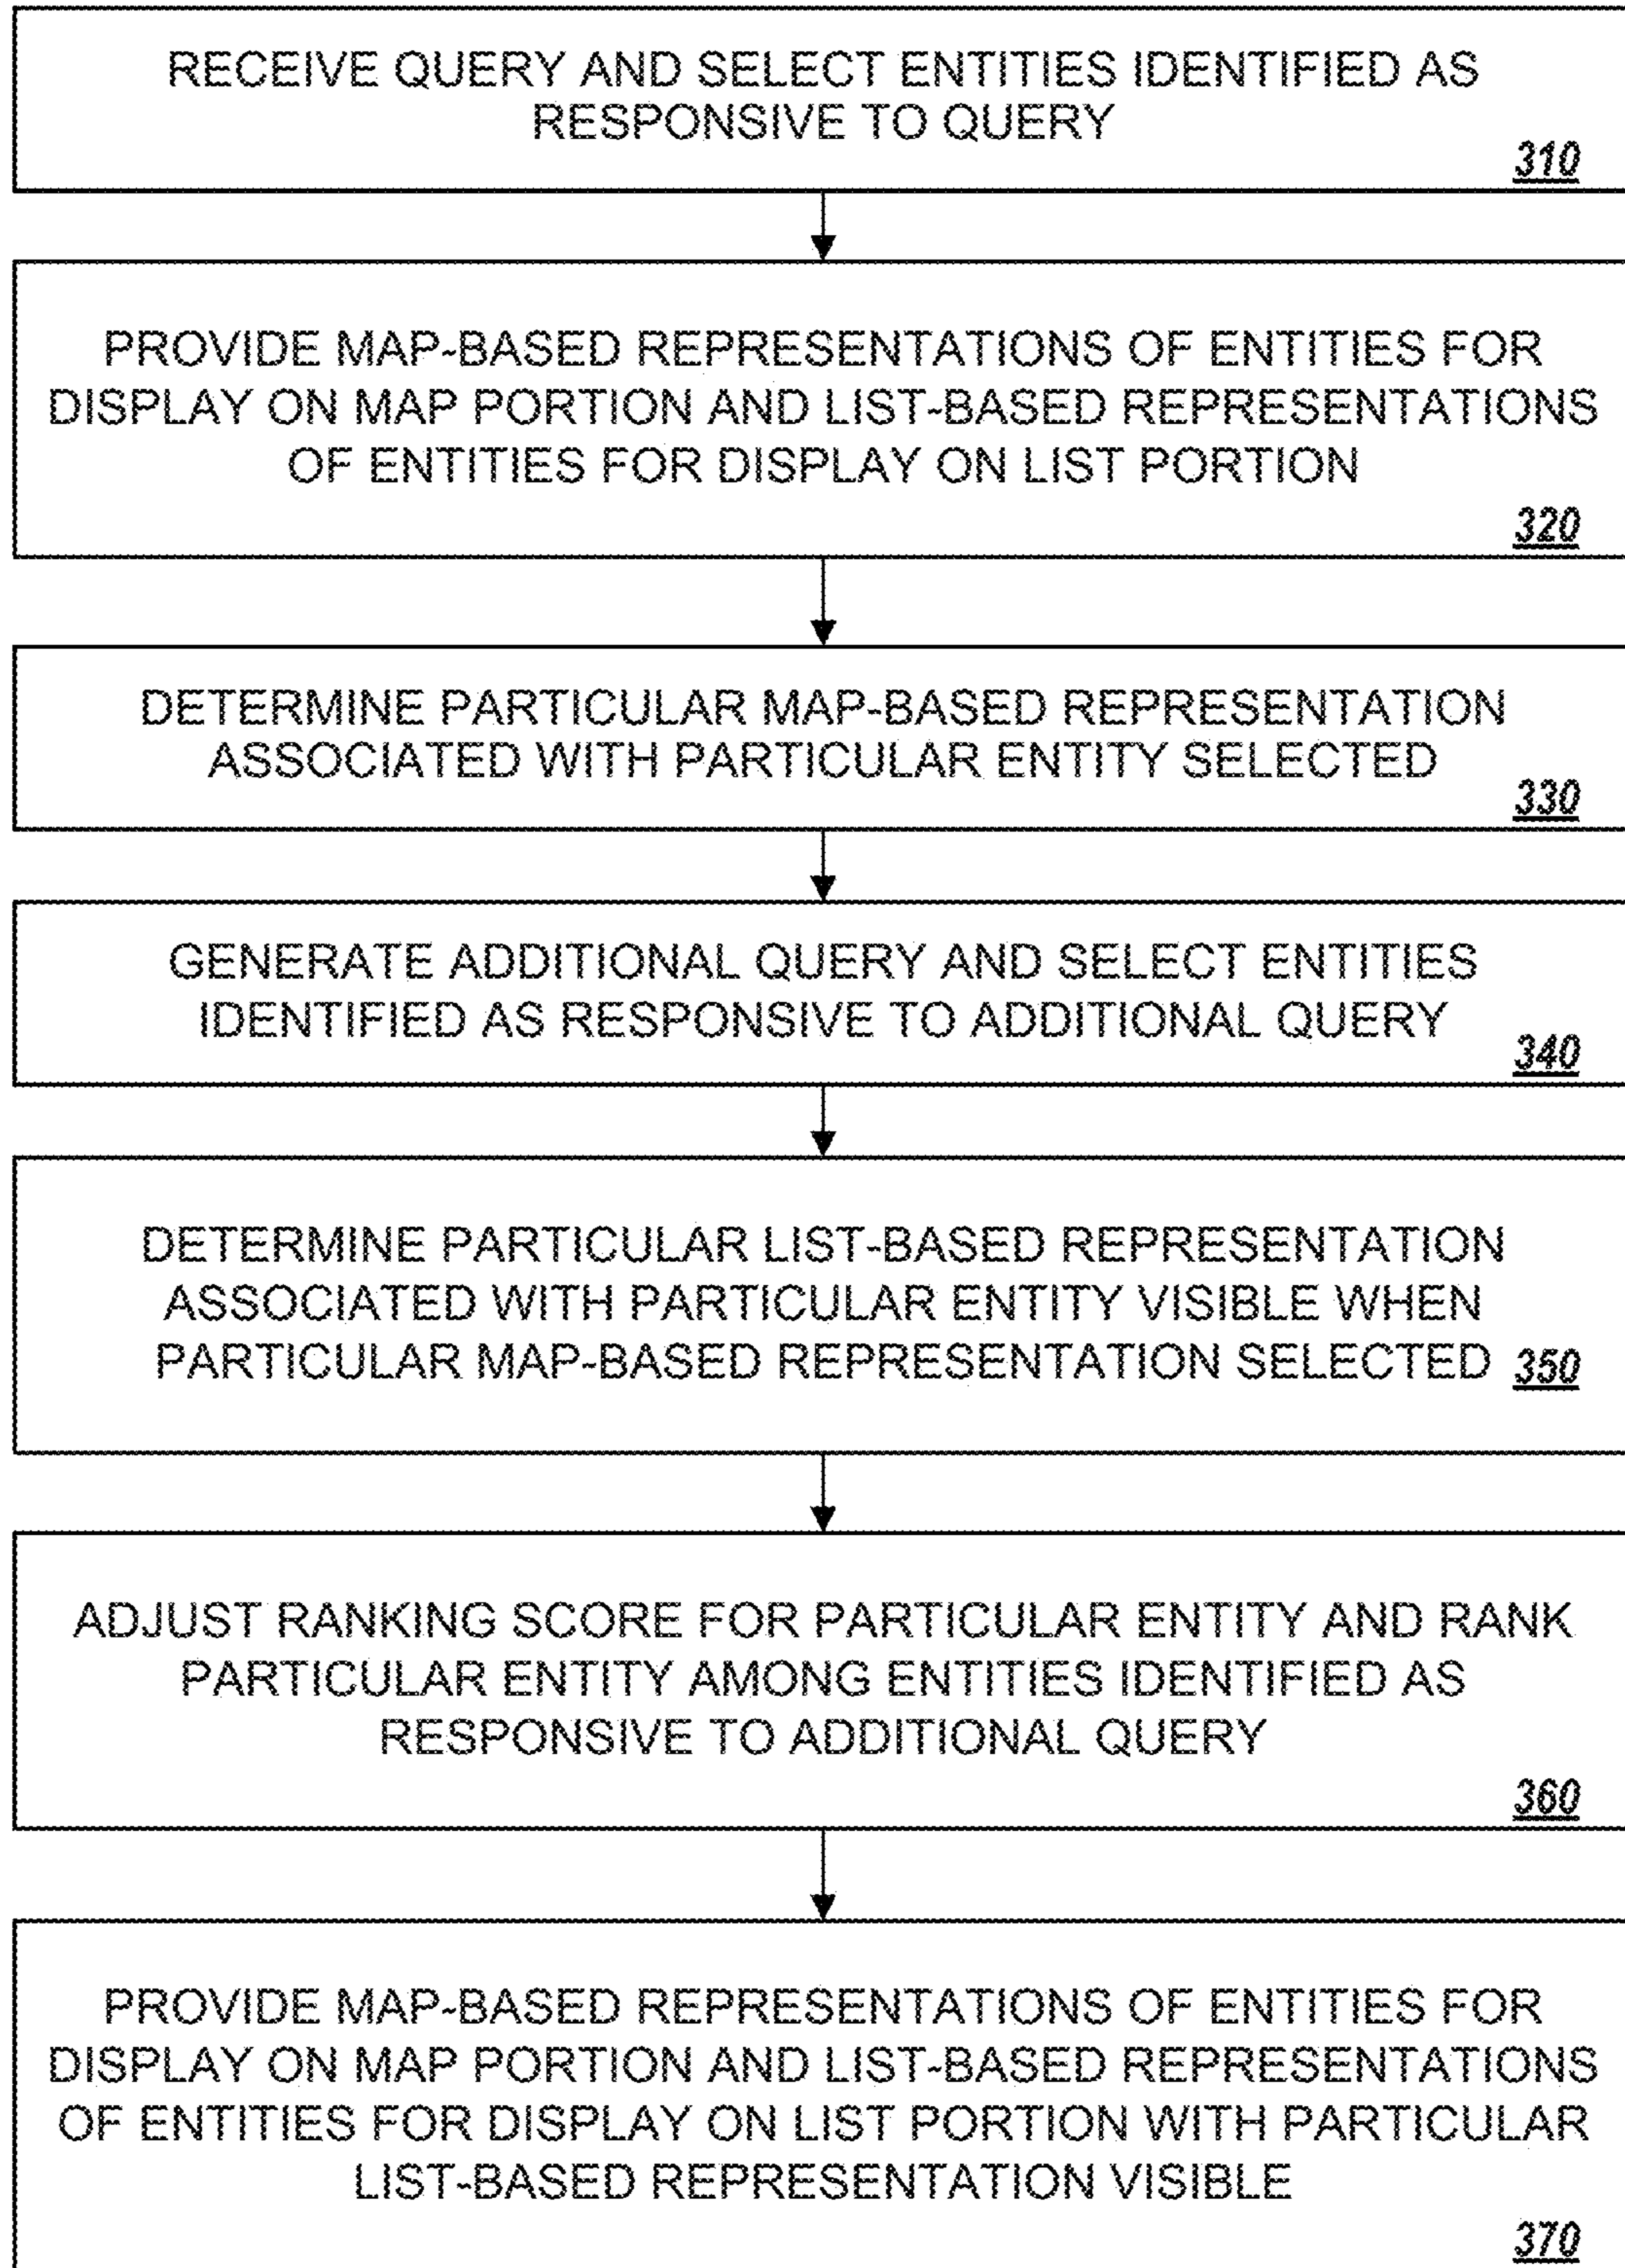 RECEIVE QUERY AND SELECT ENTITIES IDENTIFIED AS
RESPONSIVE TO QUERY
310
PROVIDE MAP-BASED REPRESENTATIONS OF ENTITIES FOR
DISPLAY ON MAP PORTION AND LIST-BASED REPRESENTATIONS
OF ENTITIES FOR DISPLAY ON LIST PORTION
320
DETERMINE PARTICULAR MAP-BASED REPRESENTATION
ASSOCIATED WITH PARTICULAR ENTITY SELECTED
330
GENERATE ADDITIONAL QUERY AND SELECT ENTITIES
IDENTIFIED AS RESPONSIVE TO ADDITIONAL QUERY
340
DETERMINE PARTICULAR LIST-BASED REPRESENTATION
ASSOCIATED WITH PARTICULAR ENTITY VISIBLE WHEN
PARTICULAR MAP-BASED REPRESENTATION SELECTED 350
ADJUST RANKING SCORE FOR PARTICULAR ENTITY AND RANK
PARTICULAR ENTITY AMONG ENTITIES IDENTIFIED AS
RESPONSIVE TO ADDITIONAL QUERY
360
PROVIDE MAP-BASED REPRESENTATIONS OF ENTITIES FOR
DISPLAY ON MAP PORTION AND LIST-BASED REPRESENTATIONS
OF ENTITIES FOR DISPLAY ON LIST PORTION WITH PARTICULAR
LIST-BASED REPRESENTATION VISIBLE
370